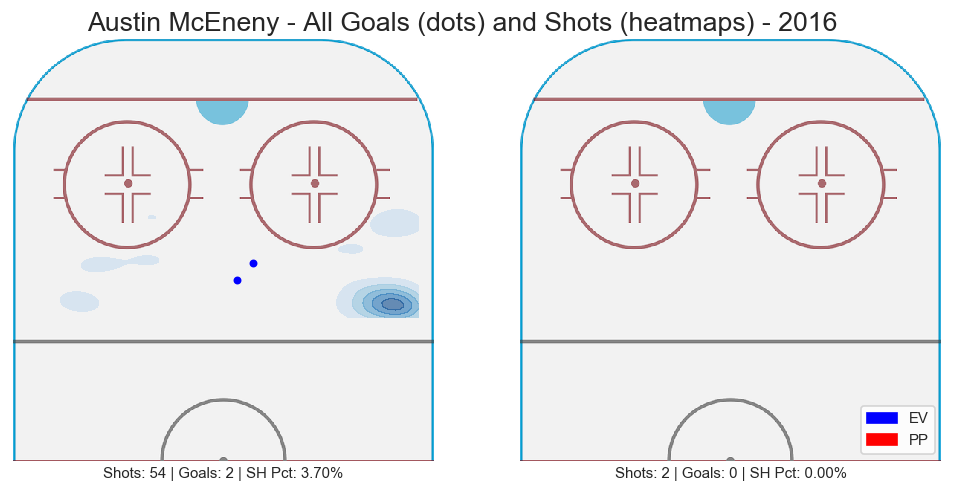 Austin McEneny - All Goals (dots) and Shots (heatmaps) - 2016
EV
PP
Shots: 54 | Goals: 2 | SH Pct: 3.70%
Shots: 2 | Goals: 0 | SH Pct: 0.00%